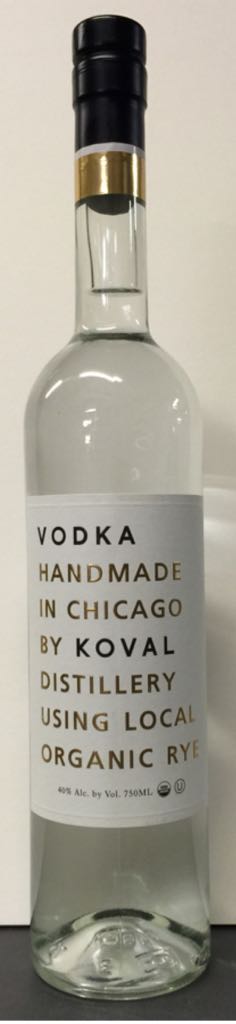 VODKA
HANDMADE
IN CHICAGO
BY KOVAL
DISTILLERY
USING LOCAL
ORGANIC RYE
40% Alc. by Vol. 750ML U